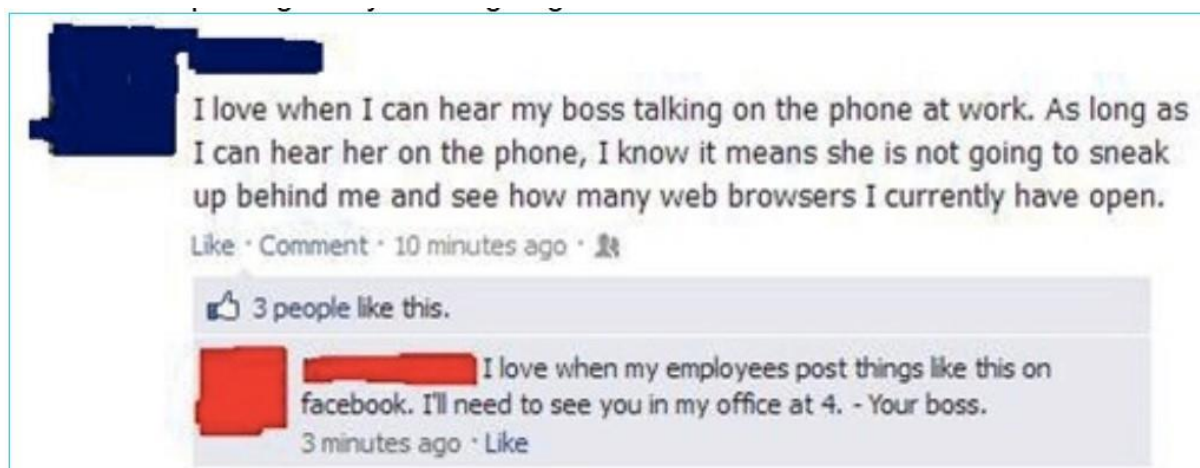 I love when I can hear my boss talking on the phone at work. As long as
I can hear her on the phone, I know it means she is not going to sneak
up behind me and see how many web browsers I currently have open.
Like · Comment · 10 minutes ago ·
3 people like this.
I love when my employees post things like this on
facebook. I'll need to see you in my office at 4. - Your boss.
3 minutes ago · Like